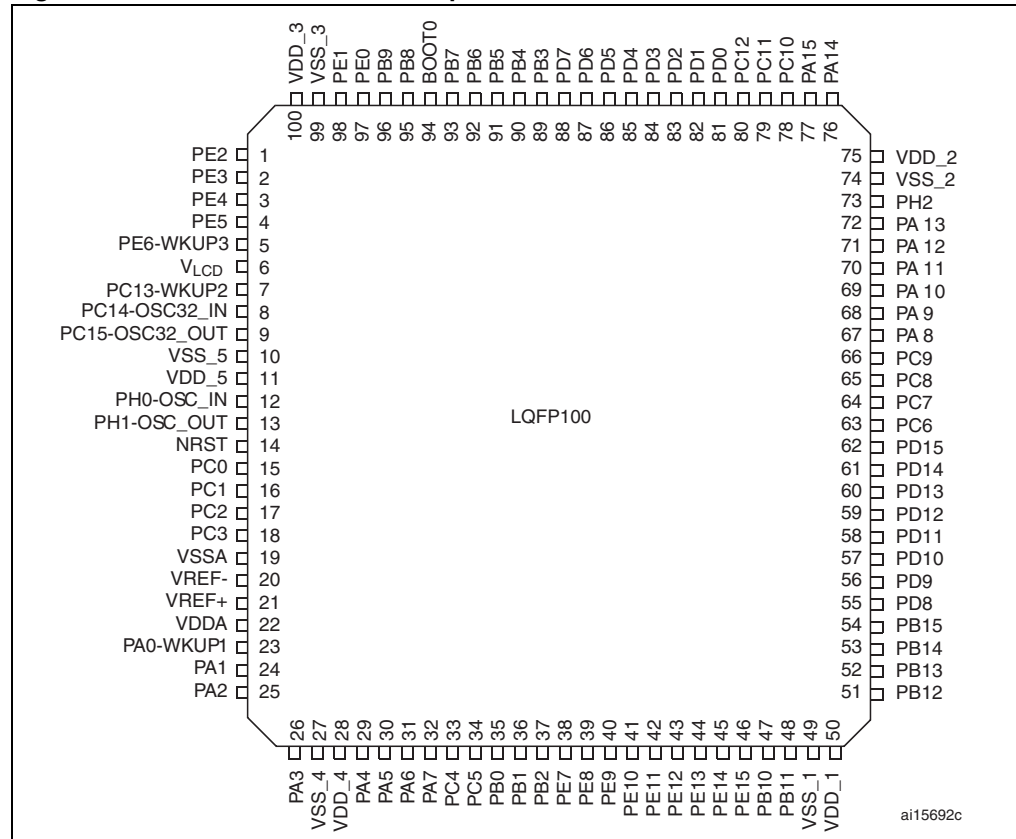 VDD_3
VSS_3
PE1
PE0
PB9
PB8
BOOT0
PB7
PB6
PB5
PB4
PB3
PD7
PD6
PD5
PD4
PD3
PD2
PD1
PD0
PC12
PC11
PC10
PA15
PA14
100
99
98
97
96
95
94
93
92
91
90
89
88
87
86
85
84
83
82
81
80
79
78
77
76
PE2 1
PE3 2
PE4 3
PE5 4
PE6-WKUP3 5
VLCD 6
PC13-WKUP2 7
PC14-OSC32_IN 8
PC15-OSC32_OUT 9
VSS_5 10
VDD_5 11
PH0-OSC_IN 12
PH1-OSC_OUT 13
NRST 14
PC0 15
PC1 16
PC2 17
PC3 18
VSSA 19
VREF- 20
VREF+ 21
VDDA 22
PA0-WKUP1 23
PA1 24
PA2 25
LQFP100
75 VDD_2
74 VSS_2
73 PH2
72 PA 13
71 PA 12
70 PA 11
69 PA 10
68 PA 9
67 PA 8
66 PC9
65 PC8
64 PC7
63 PC6
62 PD15
61 PD14
60 PD13
59 PD12
58 PD11
57 PD10
56 PD9
55 PD8
54 PB15
53 PB14
52 PB13
51 PB12
26
27
28
29
30
31
32
33
34
35
36
37
38
39
40
41
42
43
44
45
46
47
48
49
50
PA3
VSS_4
VDD_4
PA4
PA5
PA6
PA7
PC4
PC5
PB0
PB1
PB2
PE7
PE8
PE9
PE10
PE11
PE12
PE13
PE14
PE15
PB10
PB11
VSS_1
VDD_1
ai15692c